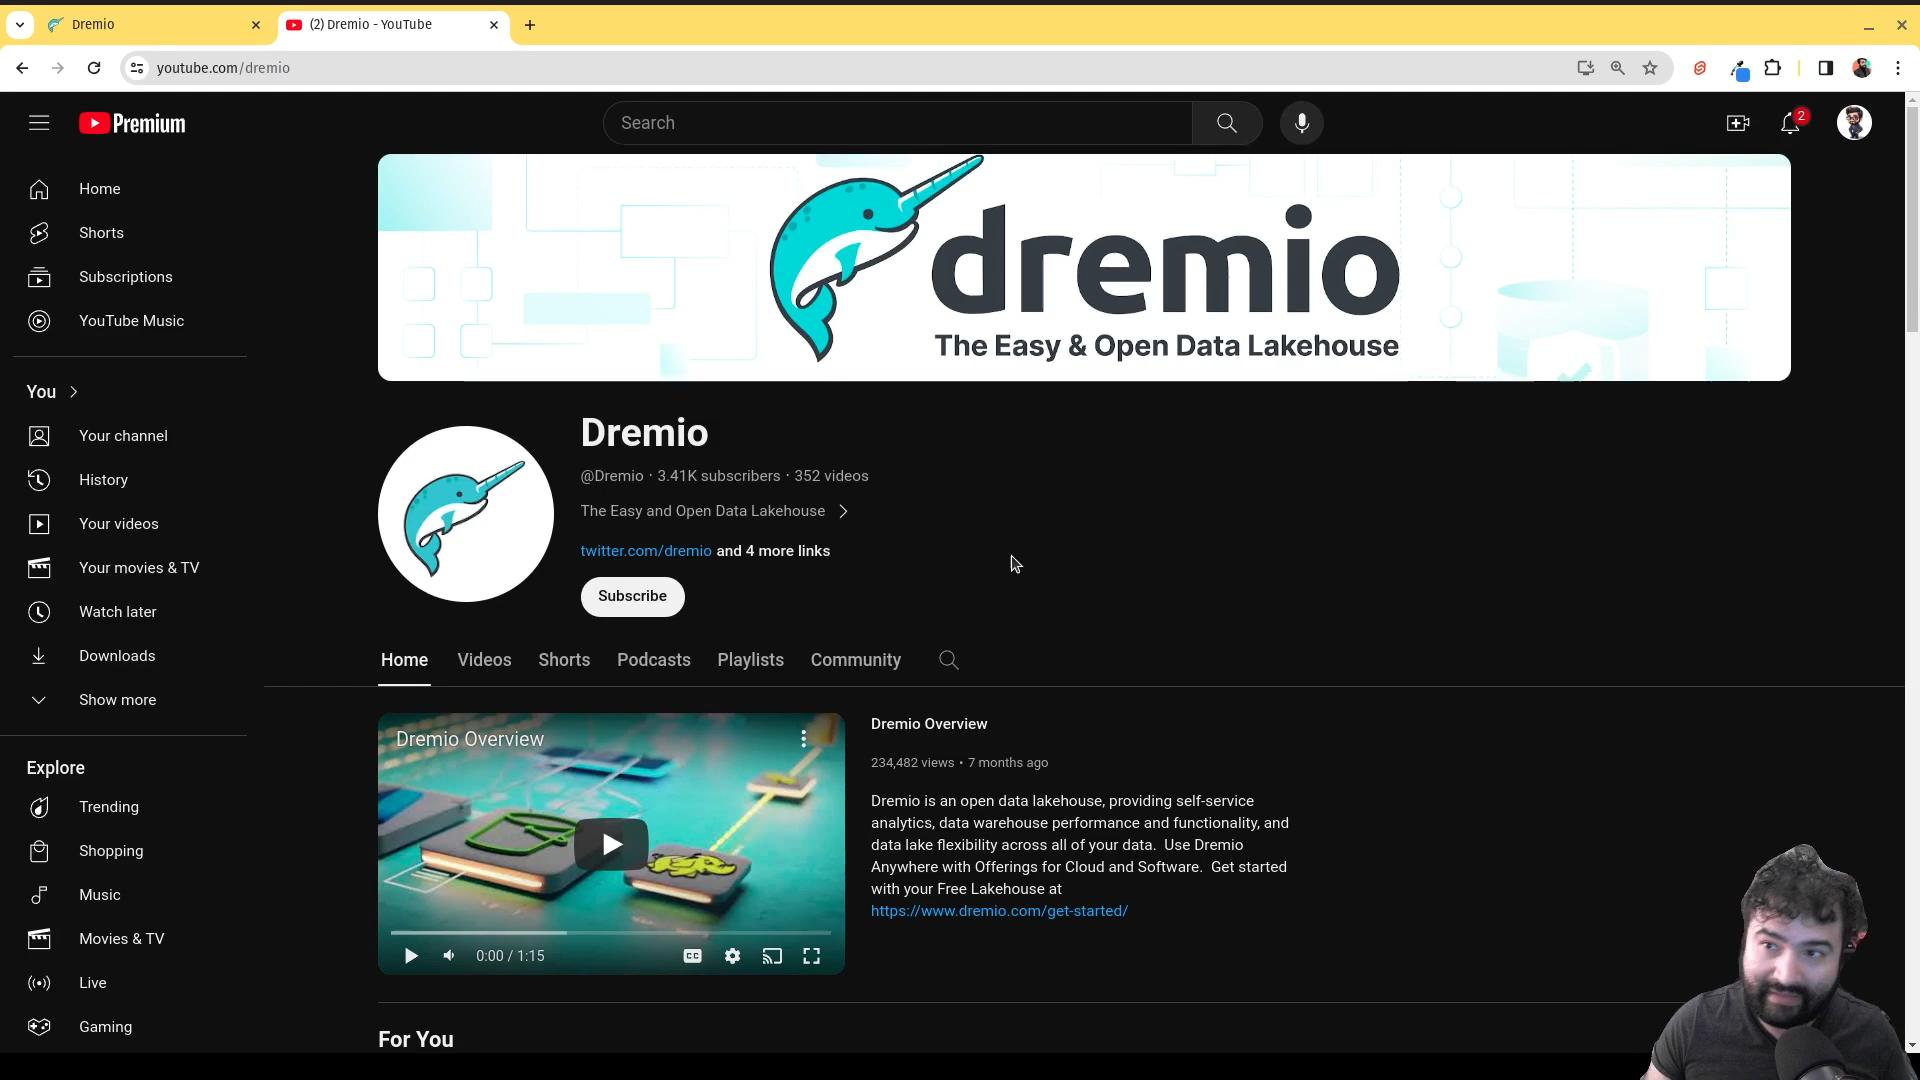 Dremio
(2) Dremio - YouTube
youtube.com/dremio
Premium
Search
2
Home
Shorts
Subscriptions
YouTube Music
You
Your channel
History
Your videos
Your movies & TV
Watch later
Downloads
Show more
Explore
Trending
Shopping
Music
Movies & TV
Live
Gaming
dremio
The Easy & Open Data Lakehouse
Dremio
@Dremio · 3.41K subscribers · 352 videos
The Easy and Open Data Lakehouse
twitter.com/dremio and 4 more links
Subscribe
Home Videos Shorts Podcasts Playlists Community
Dremio Overview
0:00 / 1:15
CC
Dremio Overview
234,482 views • 7 months ago
Dremio is an open data lakehouse, providing self-service
analytics, data warehouse performance and functionality, and
data lake flexibility across all of your data. Use Dremio
Anywhere with Offerings for Cloud and Software. Get started
with your Free Lakehouse at
https://www.dremio.com/get-started/
For You